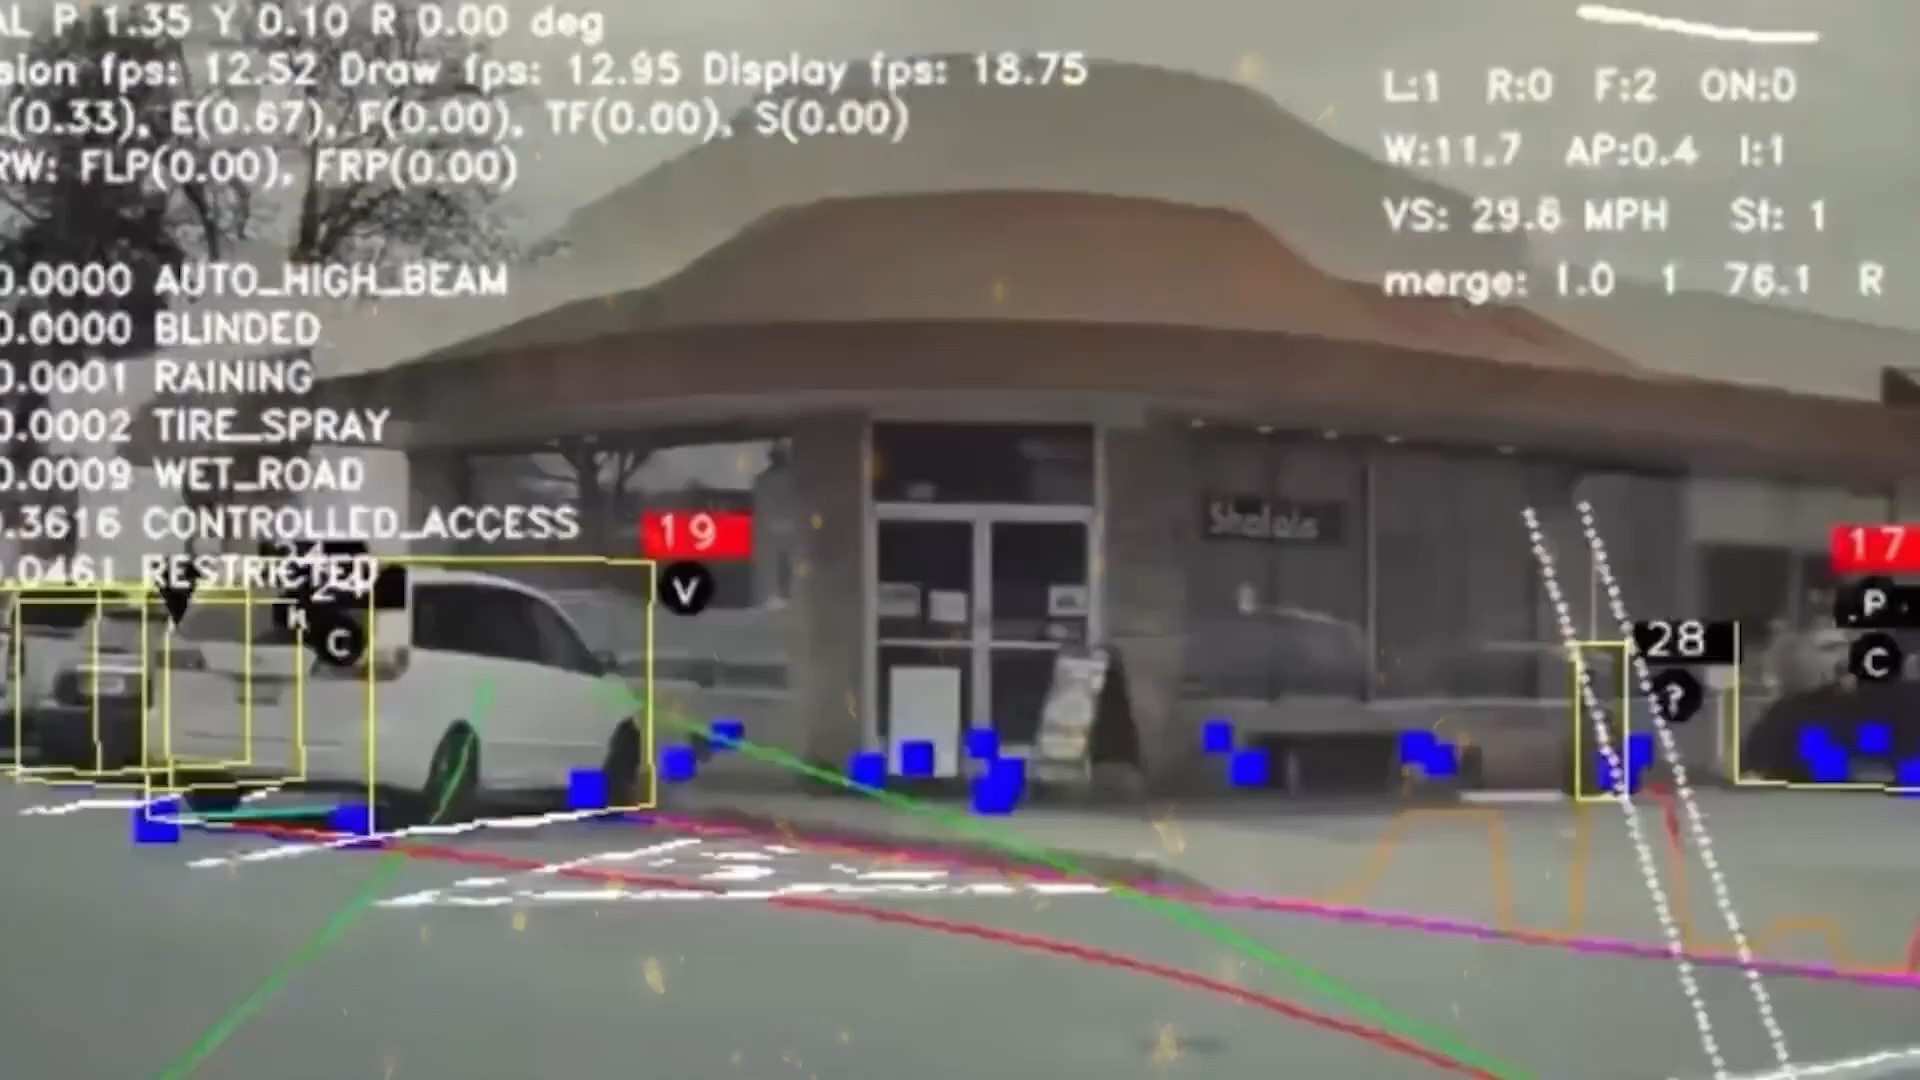 AL P 1.35 Y 0.10 R 0.00 deg
sion fps: 12.52 Draw fps: 12.95 Display fps: 18.75
L(0.33), E(0.67), F(0.00), TF(0.00), S(0.00)
RW: FLP(0.00), FRP(0.00)
0.0000 AUTO_HIGH_BEAM
0.0000 BLINDED
0.0001 RAINING
0.0002 TIRE_SPRAY
0.0009 WET_ROAD
.3616 CONTROLLED_ACCESS
.0461 RESTRICTED
L:1 R:0 F:2 ON:0
W:11.7 AP:0.4 I:1
VS: 29.6 MPH St: 1
merge: 1.0 1 76.1 R
24
C
19
V
28
?
17
P
C